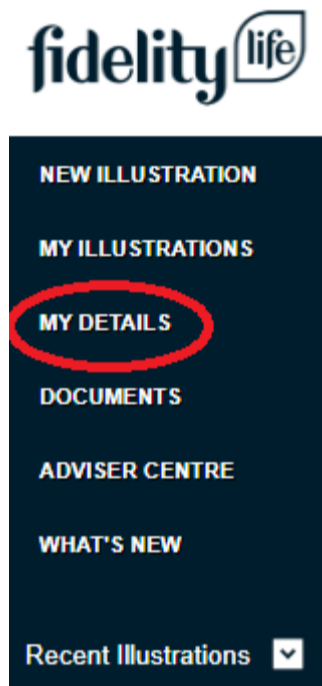 fidelity life
NEW ILLUSTRATION
MY ILLUSTRATIONS
MY DETAILS
DOCUMENTS
ADVISER CENTRE
WHAT'S NEW
Recent Illustrations